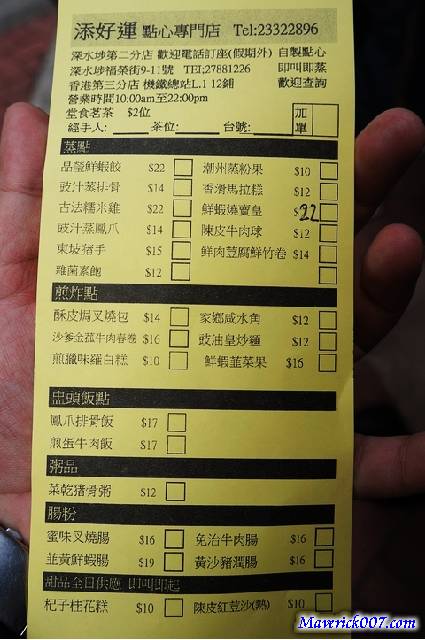 添好運 點心專門店 Tel:23322896
深水埗第二分店 歡迎電話訂座(假期外) 自製點心
深水埗福榮街9-11號 TEl:27881226 即叫即蒸
香港第三分店 機鐵總站L.1 12鋪 歡迎查詢
營業時間10.00am至22:00pm
堂食茗茶 $2位
經手人: 茶位: 台號: 加單
蒸點
品瑩鮮蝦餃 $22 潮州蒸粉果 $10
豉汁蒸排骨 $14 香滑馬拉糕 $12
古法糯米雞 $22 鮮蝦燒賣皇 $22
豉汁蒸鳳爪 $14 陳皮牛肉球 $12
東坡豬手 $15 鮮肉荳腐鮮竹卷 $14
雜菌素餃 $12
煎炸點
酥皮焗叉燒包 $14 家鄉咸水角 $12
沙爹金菇牛肉春卷 $16 豉油皇炒麵 $12
煎臘味羅白糕 $10 鮮蝦韮菜果 $15
盅頭飯點
鳳爪排骨飯 $17
煎蛋牛肉飯 $17
粥品
菜乾猪骨粥 $12
腸粉
蜜味叉燒腸 $16 免治牛肉腸 $16
韮黃鮮蝦腸 $19 黃沙豬潤腸 $16
甜品全日供應 即叫即起
杞子桂花糕 $10 陳皮紅荳沙(熱) $10
Maverick007.com